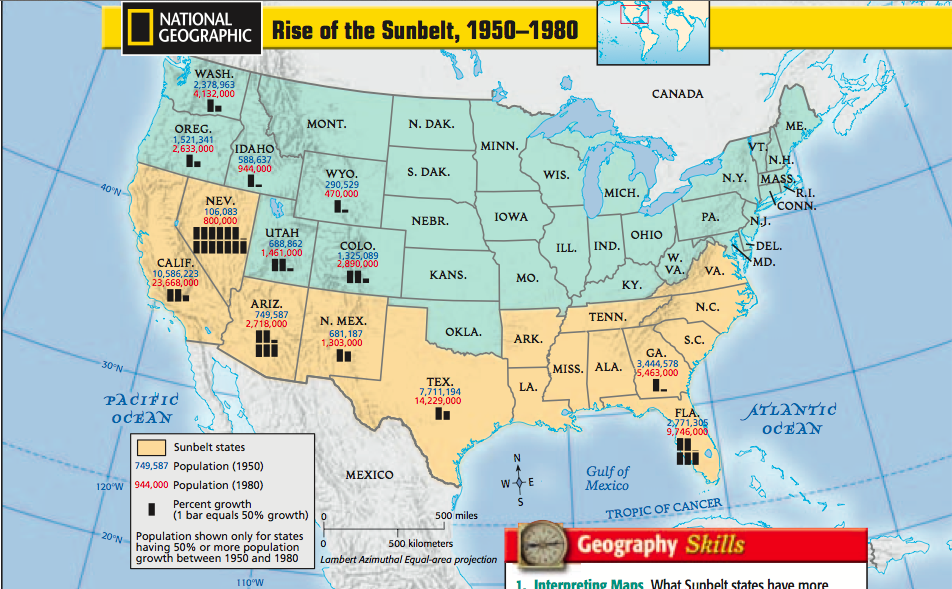 NATIONAL
GEOGRAPHIC
Rise of the Sunbelt, 1950–1980
CANADA
WASH.
2,378,963
4,132,000
OREG.
1,521,341
2,633,000
IDAHO
588,637
944,000
MONT.
N. DAK.
MINN.
S. DAK.
WYO.
290,529
470,000
WIS.
MICH.
ME.
VT.
N.H.
N.Y.
MASS.
R.I.
CONN.
40°N
NEV.
106,083
800,000
UTAH
688,862
1,461,000
COLO.
1,325,089
2,890,000
NEBR.
IOWA
ILL.
IND.
OHIO
PA.
N.J.
DEL.
MD.
W.
VA.
VA.
CALIF.
10,586,223
23,668,000
KANS.
MO.
KY.
ARIZ.
749,587
2,718,000
N. MEX.
681,187
1,303,000
OKLA.
ARK.
TENN.
N.C.
S.C.
MISS.
ALA.
GA.
3,444,578
5,463,000
LA.
30°N
TEX.
7,711,194
14,229,000
FLA.
2,771,305
9,746,000
PACIFIC
OCEAN
ATLANTIC
OCEAN
Sunbelt states
749,587 Population (1950)
944,000 Population (1980)
Percent growth
(1 bar equals 50% growth)
Population shown only for states
having 50% or more population
growth between 1950 and 1980
120°W
20°N
110°W
MEXICO
N
W E
S
Gulf of
Mexico
TROPIC OF CANCER
0 500 miles
0 500 kilometers
Lambert Azimuthal Equal-area projection
Geography Skills
1. Interpreting Maps What Sunbelt states have more